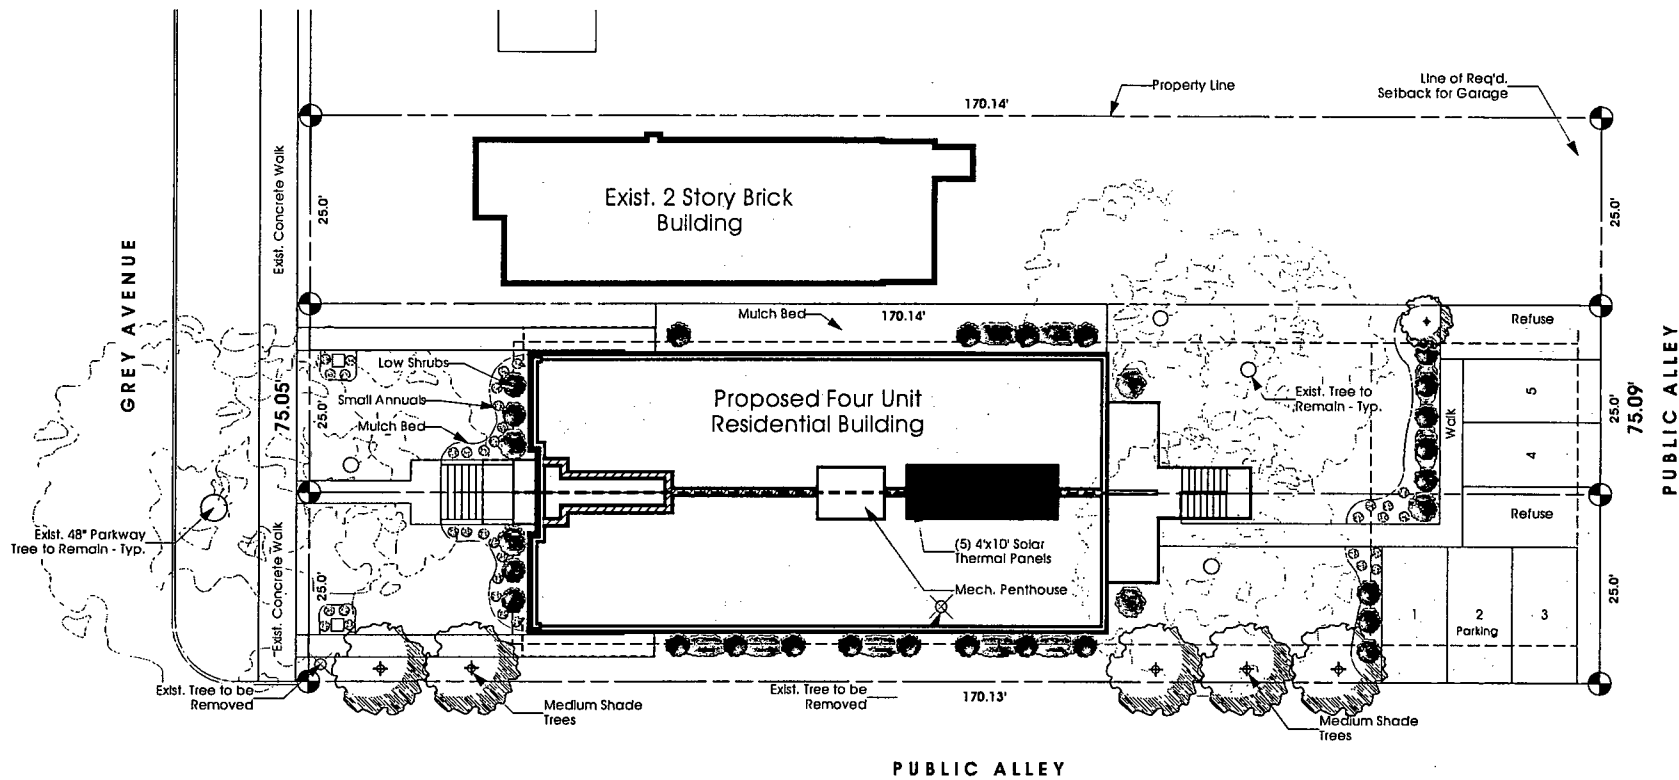 Line of Req'd.
Setback for Garage
Property Line
170.14'
Exist. Concrete Walk
25.0'
Exist. 2 Story Brick
Building
25.0'
GREY AVENUE
Mulch Bed
170.14'
Refuse
PUBLIC ALLEY
Low Shrubs
Small Annuals
Mulch Bed
75.05'
25.0'
Proposed Four Unit
Residential Building
Exist. Tree to
Remain - Typ.
Walk
5
4
25.0'
75.09'
Refuse
Exist. 48" Parkway
Tree to Remain - Typ.
(5) 4'x10' Solar
Thermal Panels
Mech. Penthouse
Exist. Concrete Walk
25.0'
1
2
Parking
3
25.0'
Exist. Tree to be
Removed
Medium Shade
Trees
Exist. Tree to be
Removed
170.13'
Medium Shade
Trees
PUBLIC ALLEY